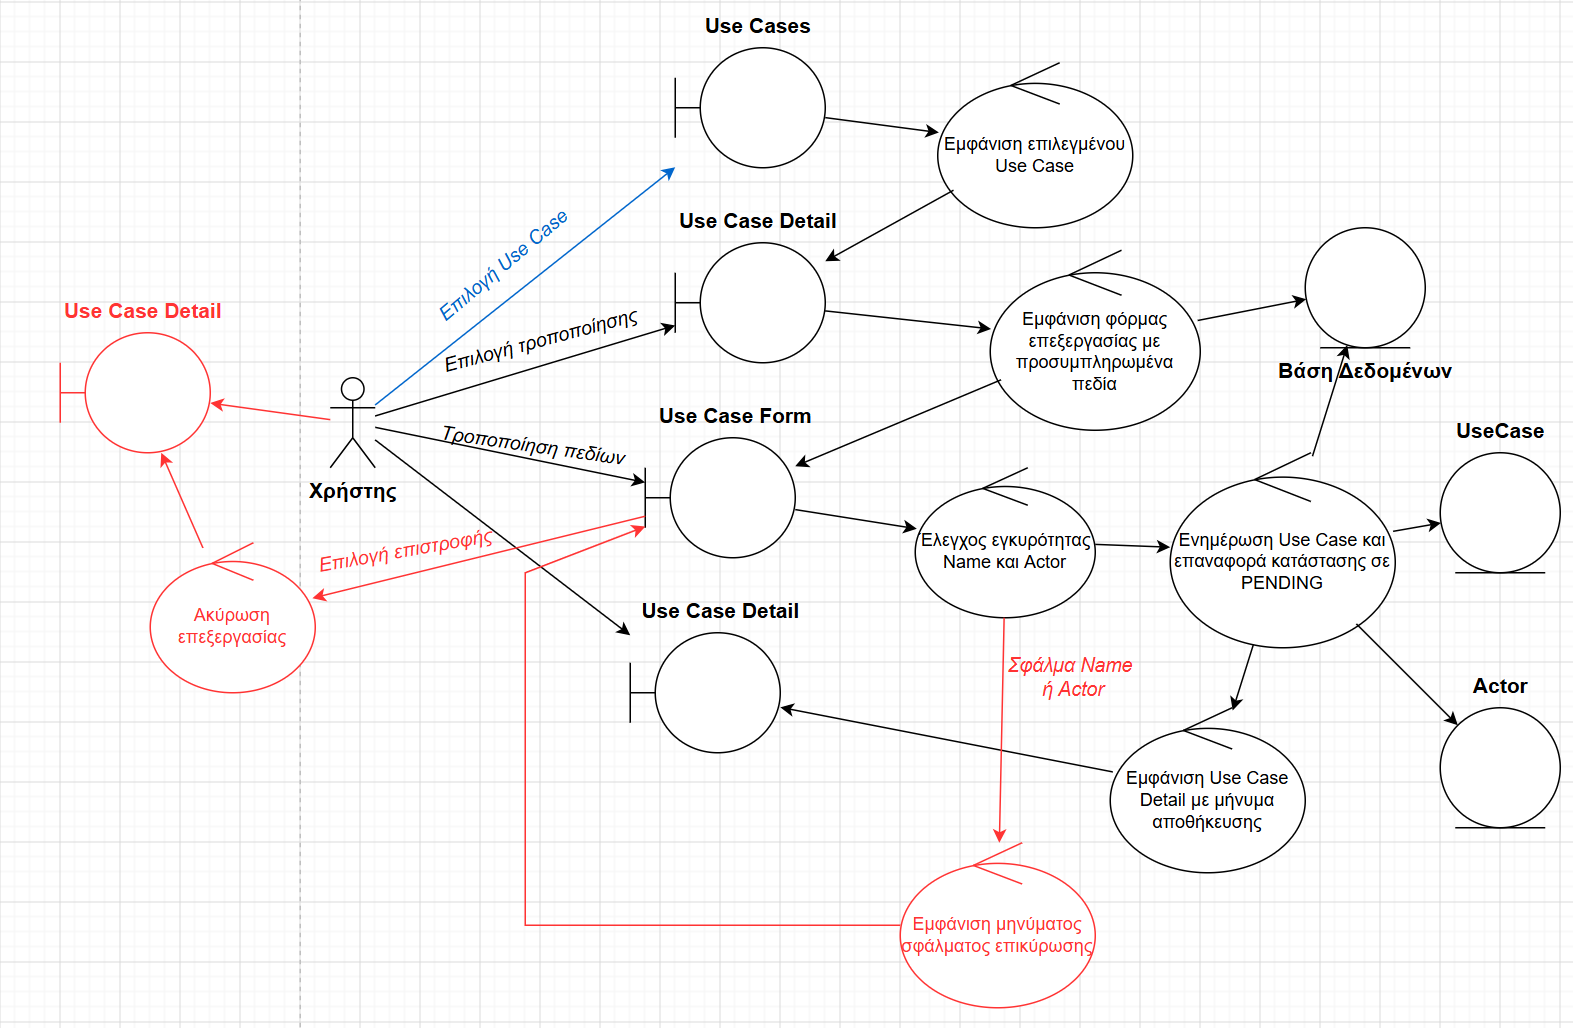 Use Cases
Εμφάνιση επιλεγμένου
Use Case
Επιλογή Use Case
Use Case Detail
Use Case Detail
Επιλογή τροποποίησης
Εμφάνιση φόρμας
επεξεργασίας με
προσυμπληρωμένα
πεδία
Βάση Δεδομένων
Use Case Form
Τροποποίηση πεδίων
UseCase
Χρήστης
Επιλογή επιστροφής
Έλεγχος εγκυρότητας
Name και Actor
Ενημέρωση Use Case και
επαναφορά κατάστασης σε
PENDING
Ακύρωση
επεξεργασίας
Use Case Detail
Σφάλμα Name
ή Actor
Actor
Εμφάνιση Use Case
Detail με μήνυμα
αποθήκευσης
Εμφάνιση μηνύματος
σφάλματος επικύρωσης